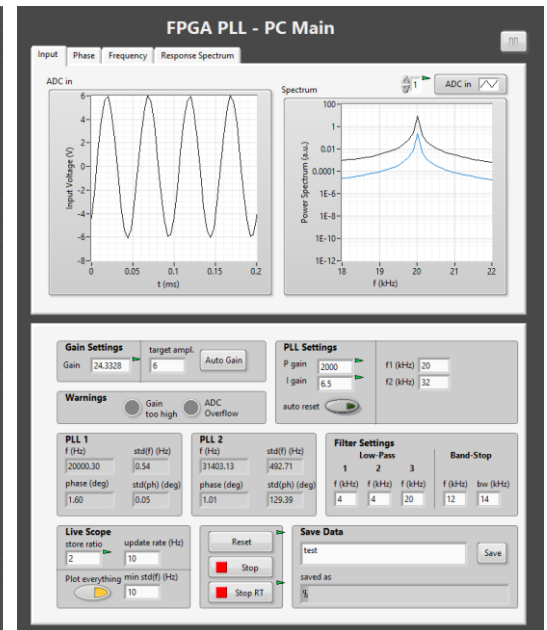 FPGA PLL - PC Main
Input Phase Frequency Response Spectrum
ADC in
Input Voltage (V)
6
4
2
0
-2
-4
-6
-8
0 0.05 0.1 0.15 0.2
t (ms)
Spectrum
1
ADC in
Power Spectrum (a.u.)
100
1
0.01
0.0001
1E-6
1E-8
1E-10
1E-12
18 19 20 21 22
f (kHz)
Gain Settings
Gain 24.3328
target ampl.
6
Auto Gain
Warnings
Gain too high
ADC Overflow
PLL Settings
P gain 2000
I gain 6.5
auto reset
f1 (kHz) 20
f2 (kHz) 32
PLL 1
f (Hz) std(f) (Hz)
20000.30 0.54
phase (deg) std(ph) (deg)
1.60 0.05
PLL 2
f (Hz) std(f) (Hz)
31403.13 492.71
phase (deg) std(ph) (deg)
1.01 129.39
Filter Settings
Low-Pass Band-Stop
1 2 3
f (kHz) f (kHz) f (kHz) f (kHz) bw (kHz)
4 4 20 12 14
Live Scope
store ratio update rate (Hz)
2 10
Plot everything min std(f) (Hz)
10
Reset
Stop
Stop RT
Save Data
test
Save
saved as
%